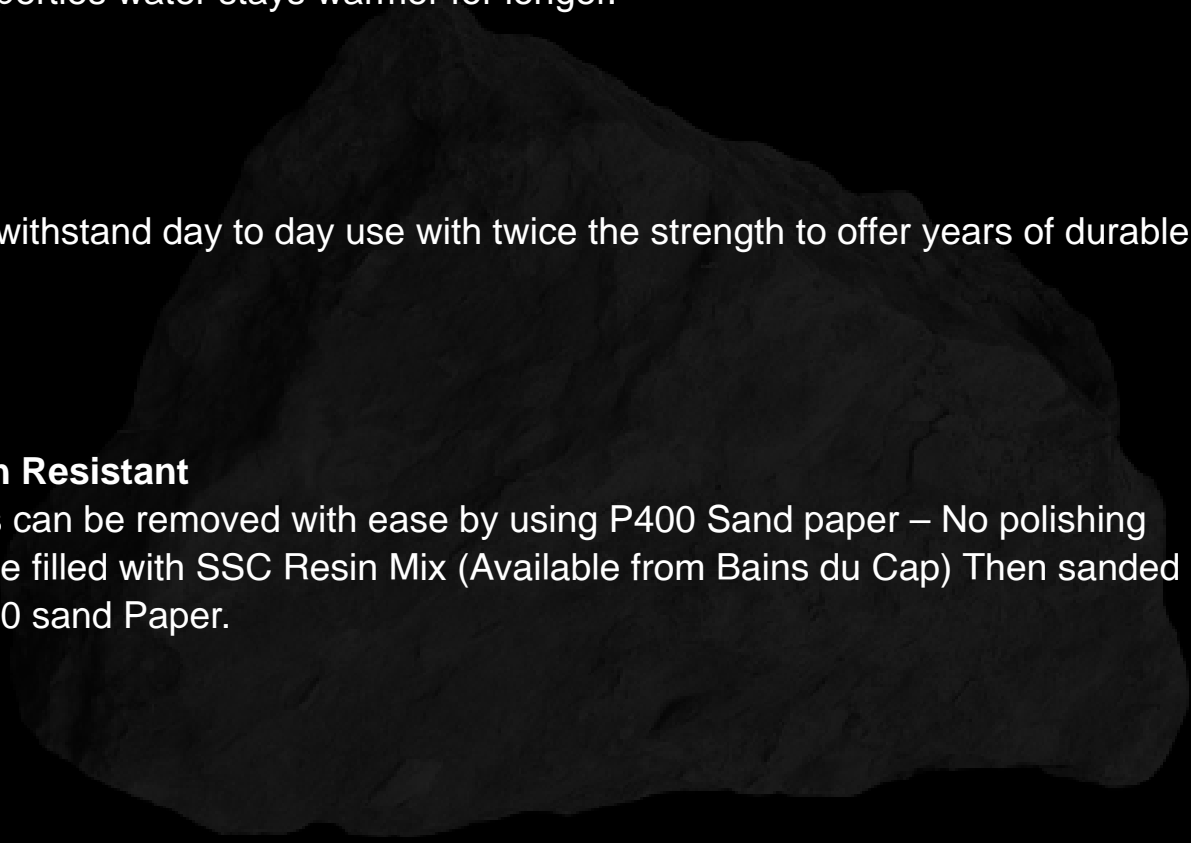 water stays warmer for longer.
withstand day to day use with twice the strength to offer years of durable
n Resistant
s can be removed with ease by using P400 Sand paper – No polishing
e filled with SSC Resin Mix (Available from Bains du Cap) Then sanded
0 sand Paper.